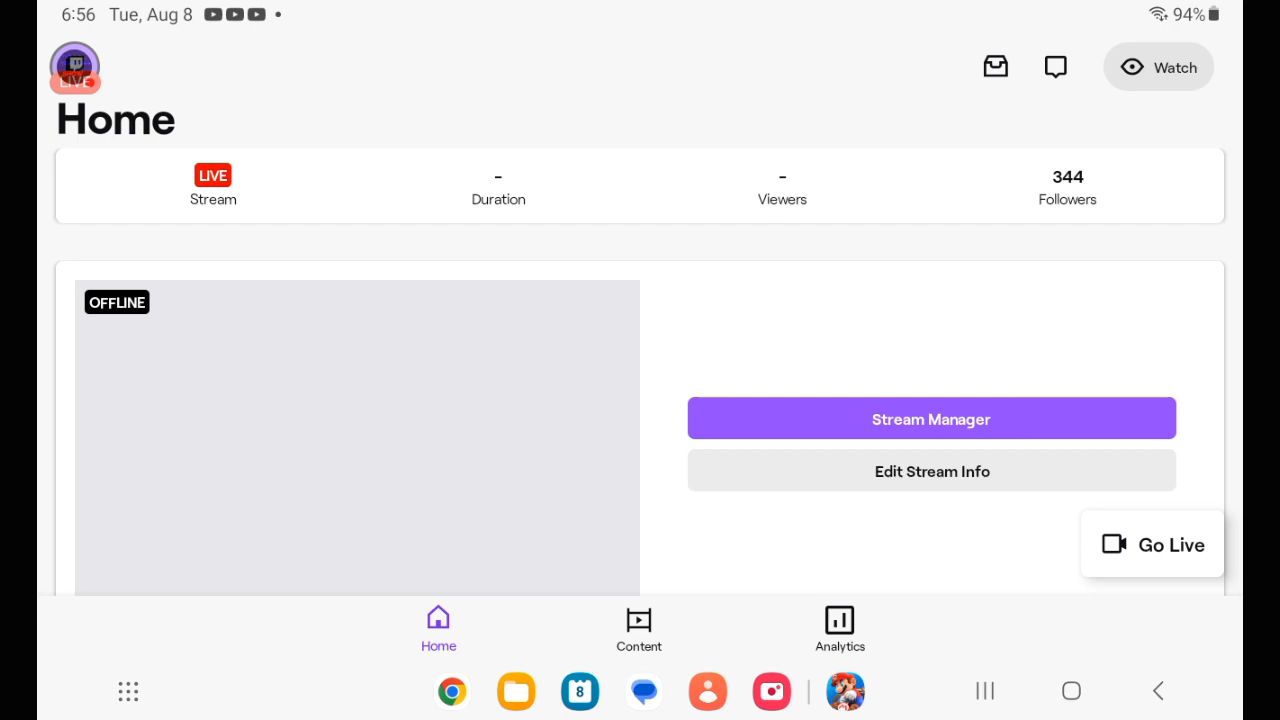 6:56 Tue, Aug 8 94%
LIVE
Watch
Home
LIVE - - 344
Stream Duration Viewers Followers
OFFLINE
Stream Manager
Edit Stream Info
Go Live
Home Content Analytics
8